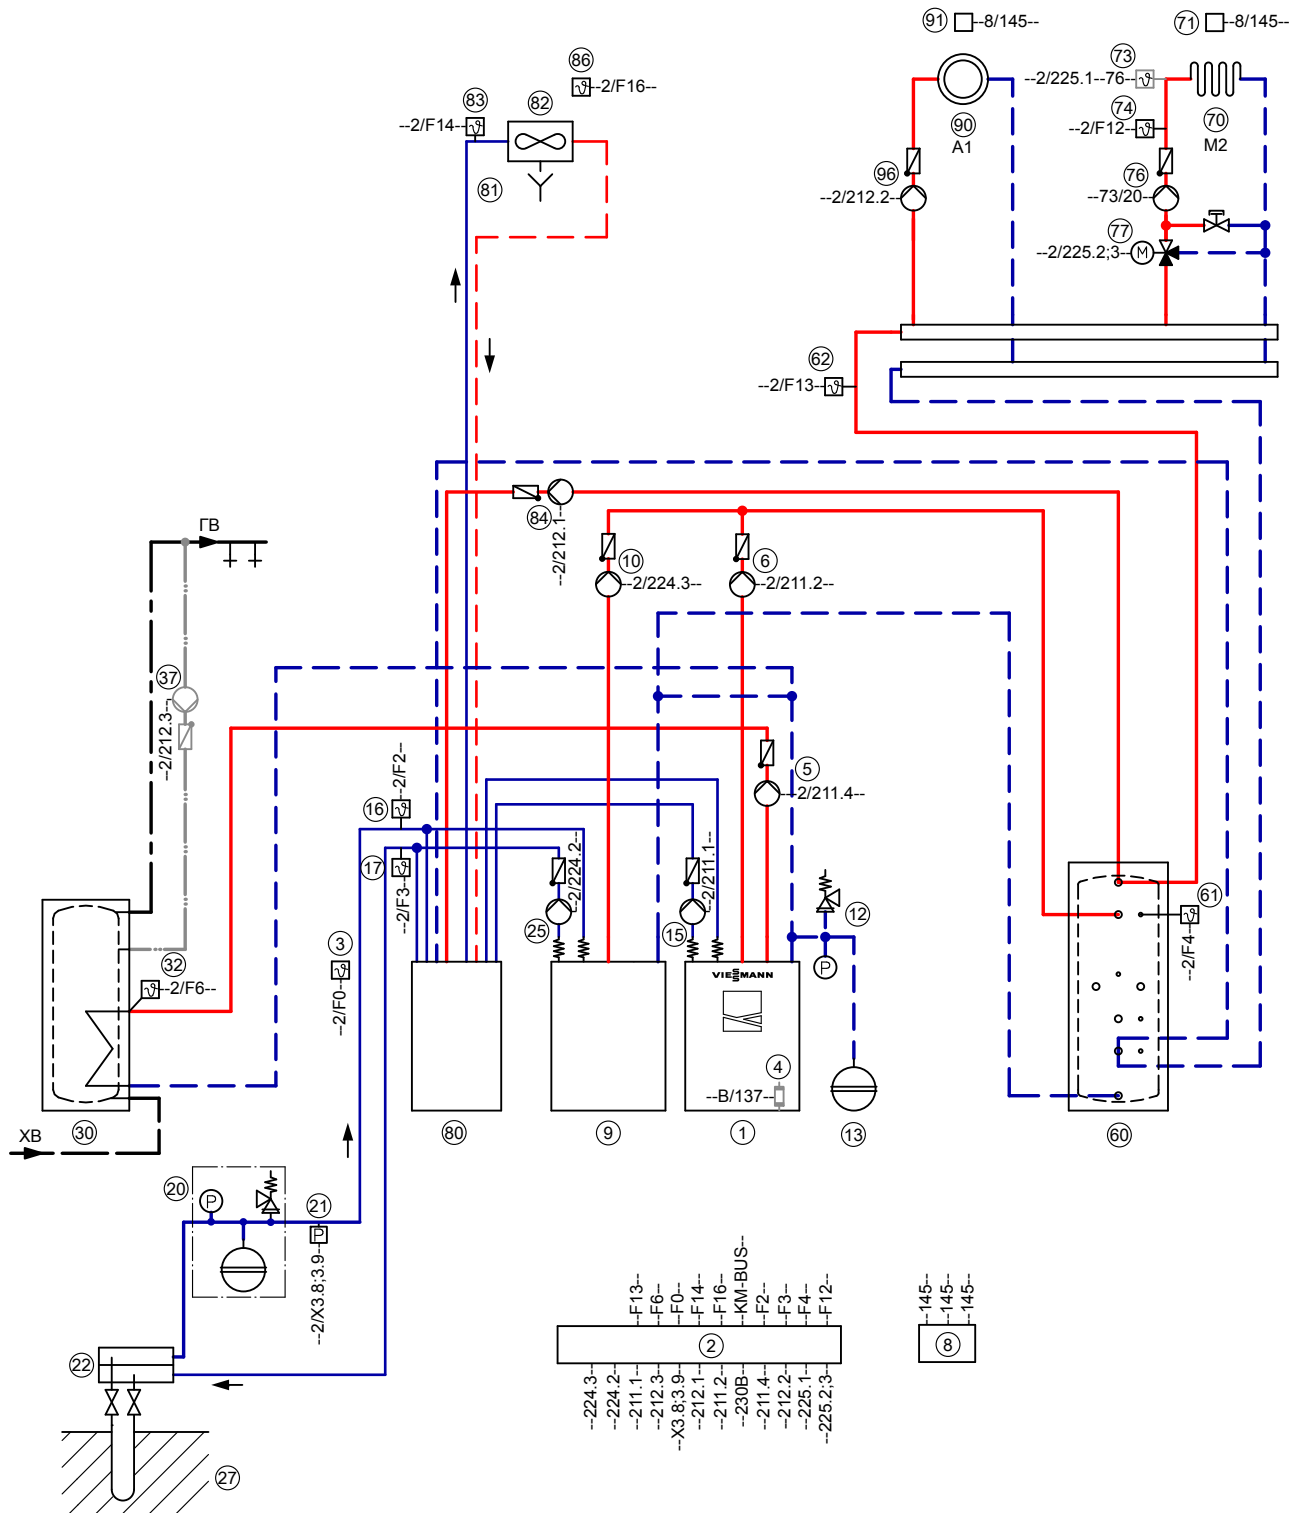 91 --8/145--
71 --8/145--
86 --2/F16--
73 --2/225.1--76--
83 82
--2/F14--
74 --2/F12--
90
A1
70
M2
96 --2/212.2--
76 --73/20--
81
77 --2/225.2;3-- M
62 --2/F13--
84 --2/212.1--
ГВ
10 --2/224.3--
6 --2/211.2--
37 --2/212.3--
5 --2/211.4--
16 --2/F2--
17 --2/F3--
--2/224.2--
--2/211.1--
25
15
12
61 --2/F4--
3 --2/F0--
32 --2/F6--
P
VIESSMANN
4 --B/137--
ХВ
30
80
9
1
13
60
20 P
21 P
--2/X3.8;3.9--
22
27
--F13--
--F6--
--F0--
--F14--
--F16--
--KM-BUS--
--F2--
--F3--
--F4--
--F12--
2
--224.3--
--224.2--
--211.1--
--212.3--
--X3.8;3.9--
--212.1--
--211.2--
--230B--
--211.4--
--212.2--
--225.1--
--225.2;3--
--145--
--145--
--145--
8